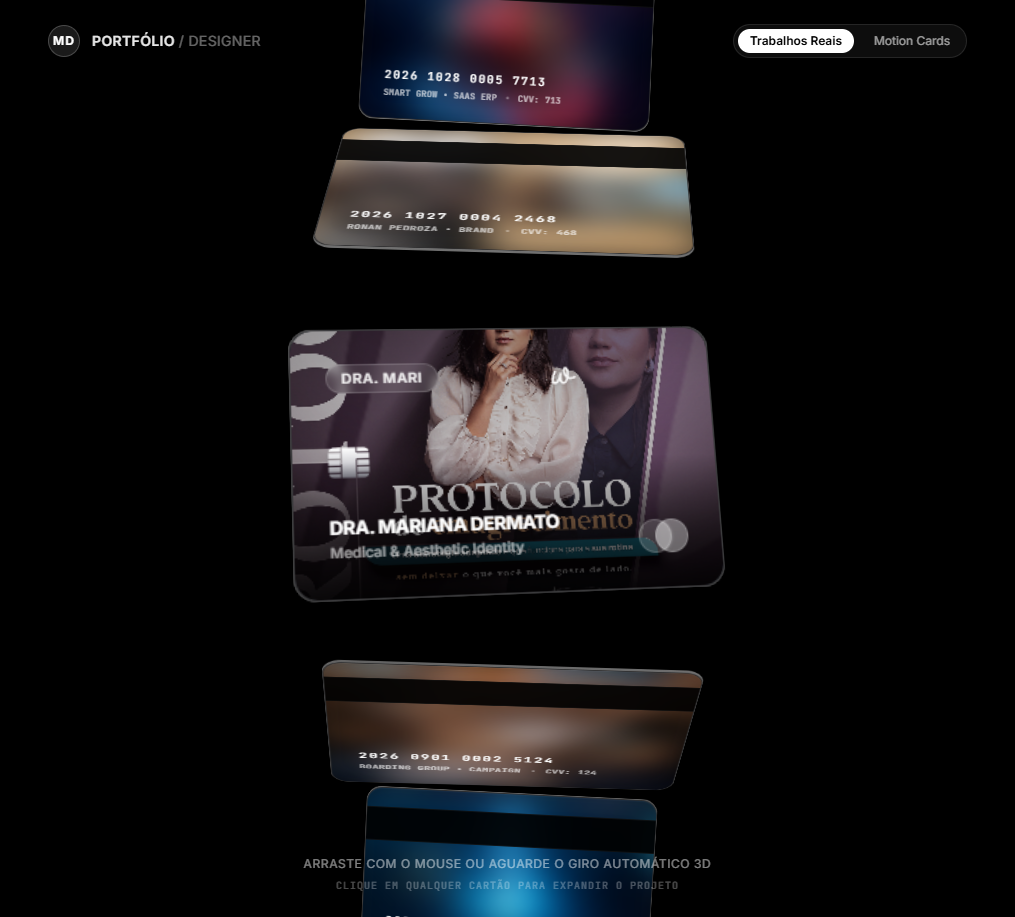 MD PORTFÓLIO / DESIGNER
Trabalhos Reais
Motion Cards
2026 1028 0005 7713
SMART GROW • SAAS ERP - CVV: 713
2026 1027 0004 2468
RONAN PEDROZA • BRAND - CVV: 468
DRA. MARI
PROTOCOLO
DRA. MARIANA DERMATO
Medical & Aesthetic Identity
sem deixar o que você mais gosta de lado.
2026 0901 0002 5124
BOARDING GROUP • CAMPAIGN - CVV: 124
ARRASTE COM O MOUSE OU AGUARDE O GIRO AUTOMÁTICO 3D
CLIQUE EM QUALQUER CARTÃO PARA EXPANDIR O PROJETO